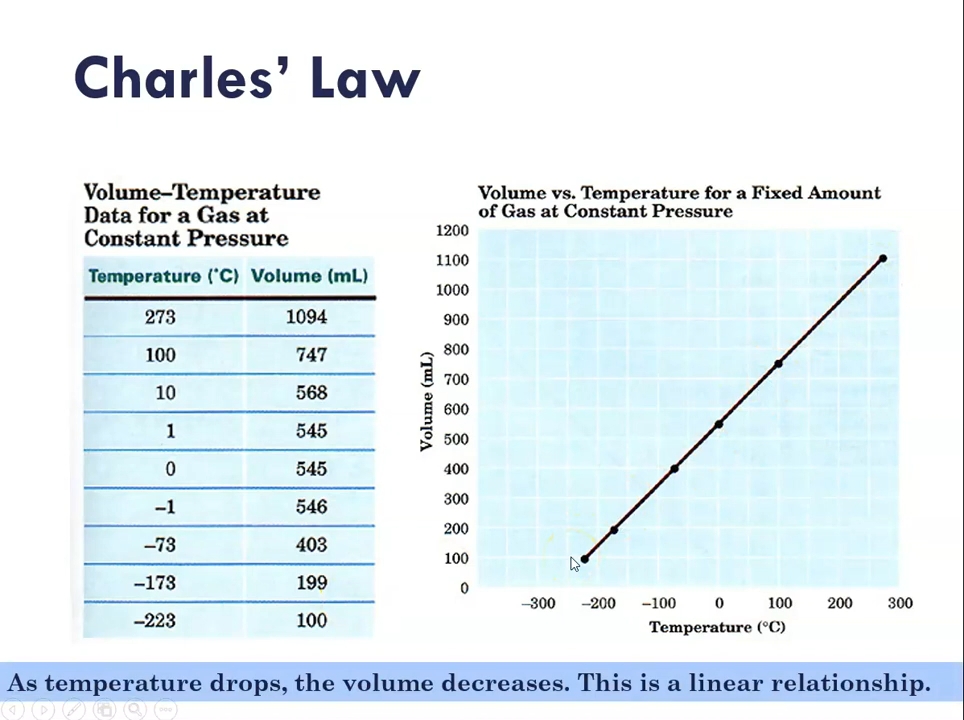 Charles’ Law
Volume–Temperature
Data for a Gas at
Constant Pressure
Temperature (°C) Volume (mL)
273 1094
100 747
10 568
1 545
0 545
–1 546
–73 403
–173 199
–223 100
Volume vs. Temperature for a Fixed Amount
of Gas at Constant Pressure
1200
1100
1000
900
800
700
600
500
400
300
200
100
0
Volume (mL)
–300 –200 –100 0 100 200 300
Temperature (°C)
As temperature drops, the volume decreases. This is a linear relationship.